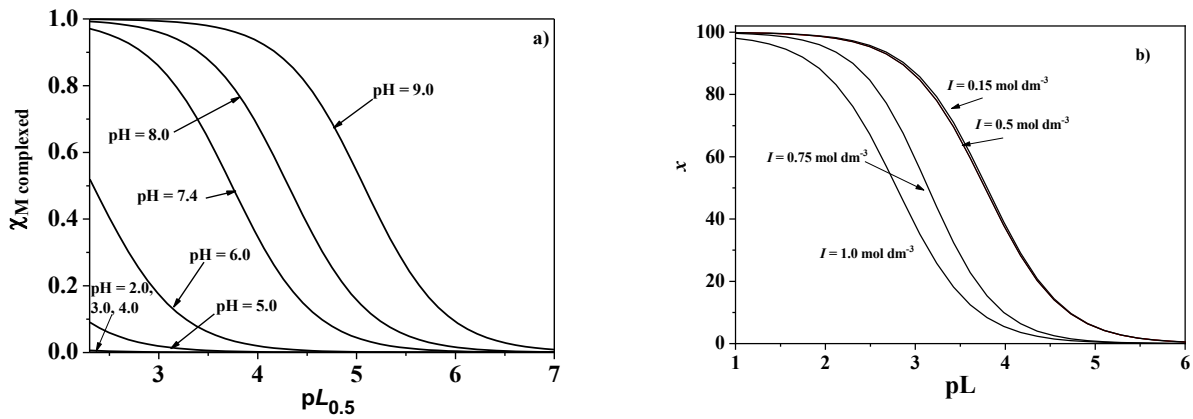 a)
1.0
0.8
0.6
0.4
0.2
0.0
χM complexed
pH = 9.0
pH = 8.0
pH = 7.4
pH = 6.0
pH = 2.0,
3.0, 4.0
pH = 5.0
3 4 5 6 7
pL0.5
b)
100
80
60
40
20
0
x
I = 0.15 mol dm-3
I = 0.5 mol dm-3
I = 0.75 mol dm-3
I = 1.0 mol dm-3
1 2 3 4 5 6
pL